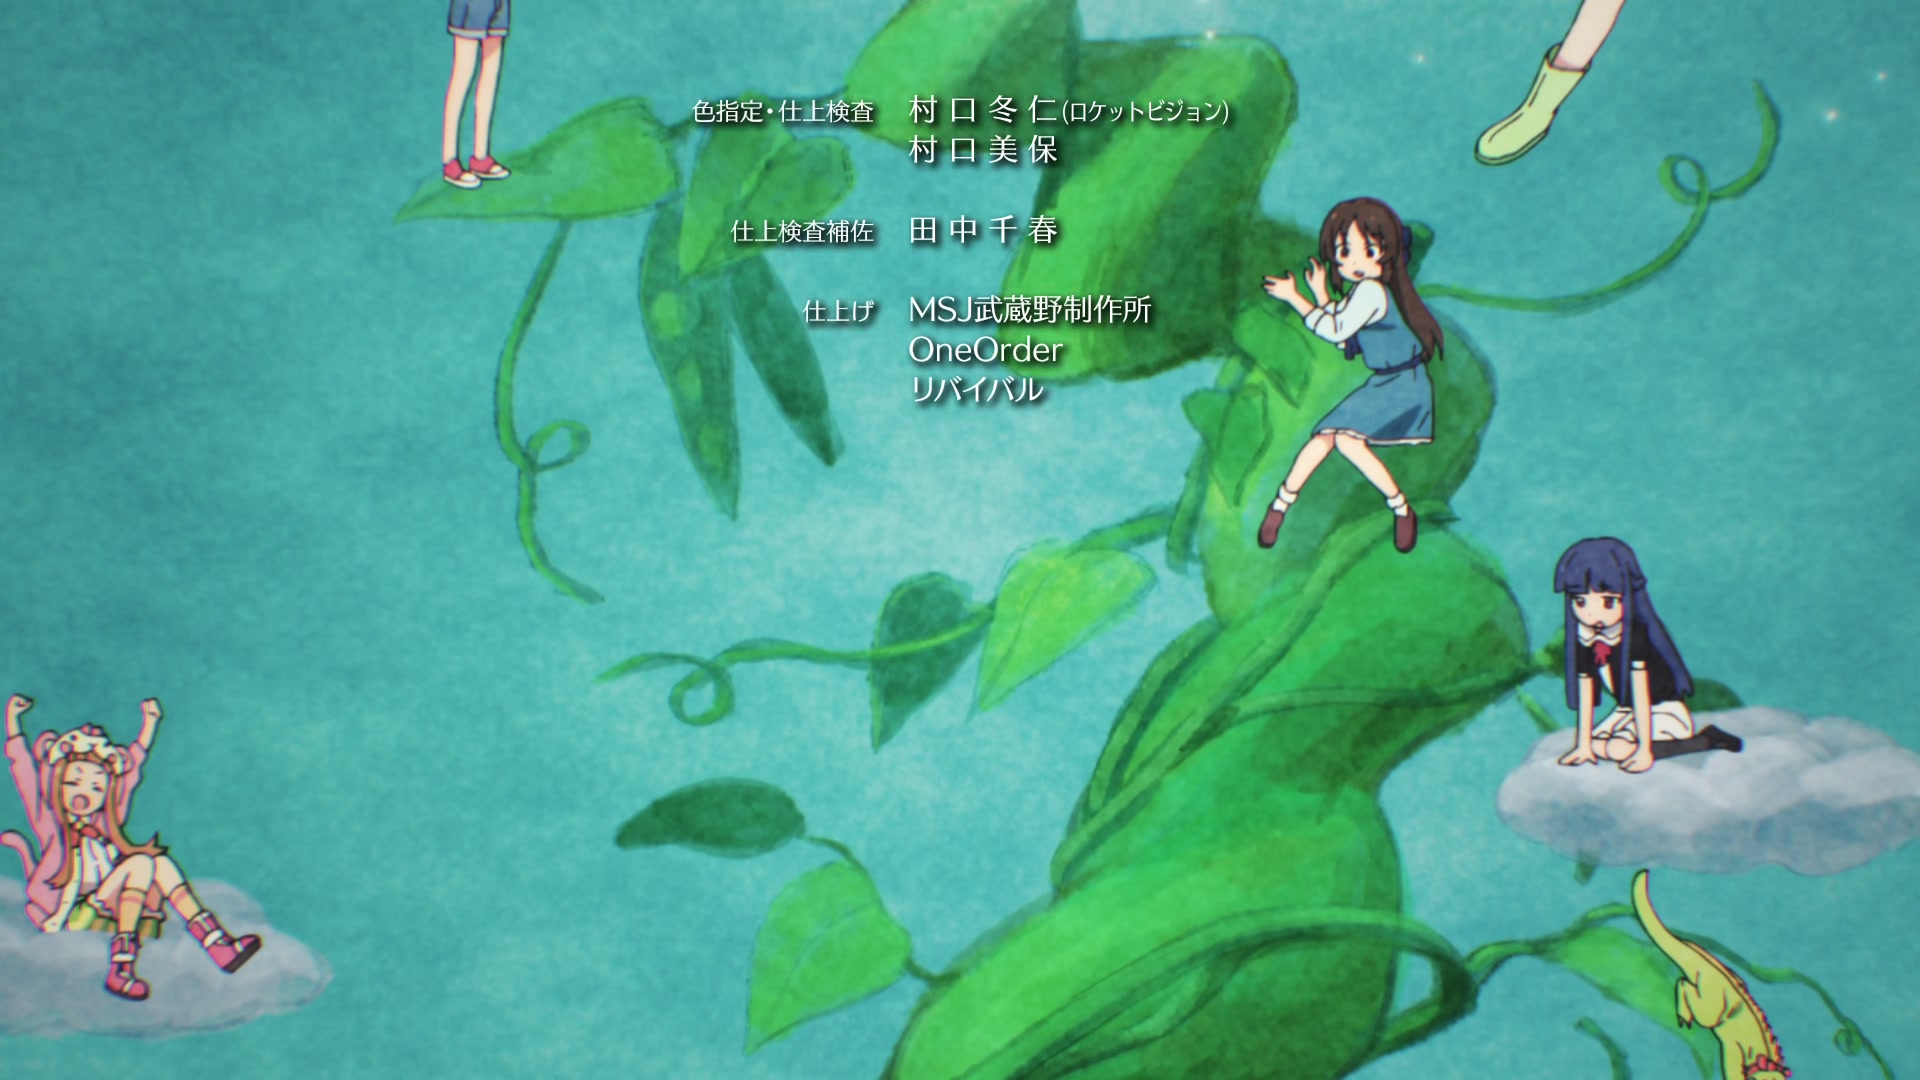 色指定・仕上検査 村口冬仁(ロケットビジョン)
村口美保
仕上検査補佐 田中千春
仕上げ MSJ武蔵野制作所
OneOrder
リバイバル